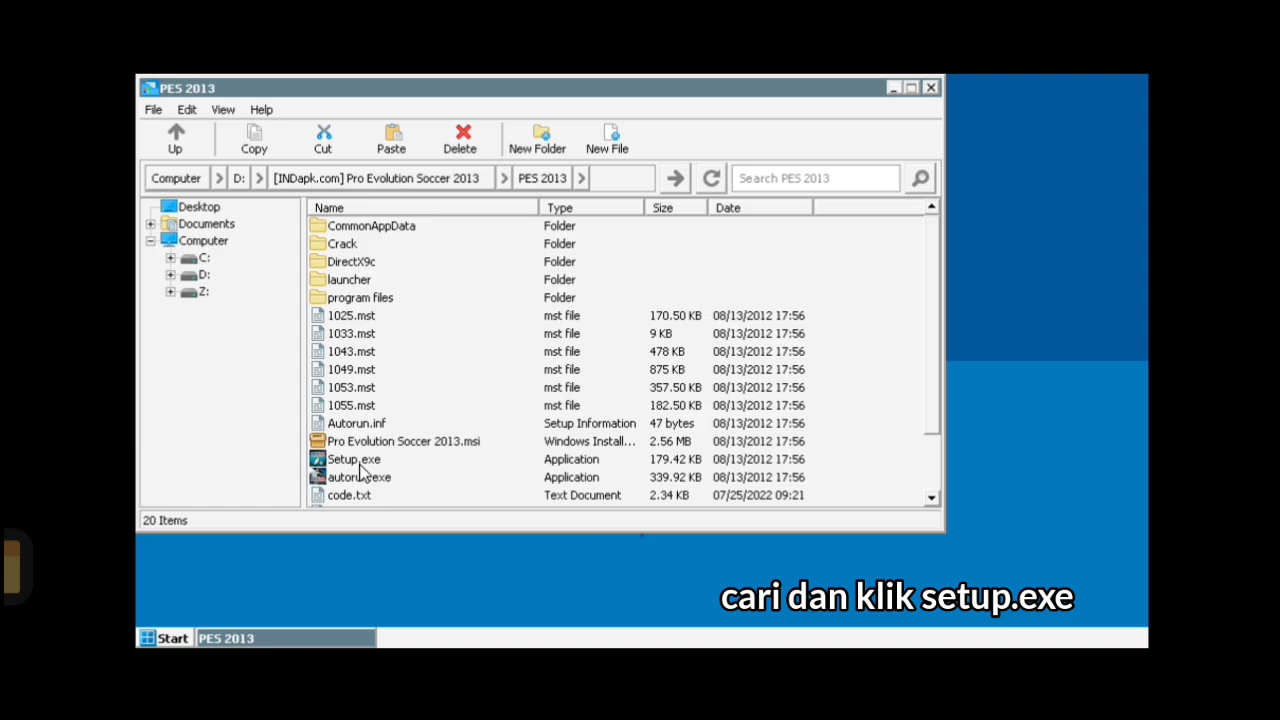 PES 2013
File Edit View Help
Up Copy Cut Paste Delete New Folder New File
Computer D: [INDapk.com] Pro Evolution Soccer 2013 PES 2013 Search PES 2013
Desktop
Documents
Computer
C:
D:
Z:
Name Type Size Date
CommonAppData Folder
Crack Folder
DirectX9c Folder
launcher Folder
program files Folder
1025.mst mst file 170.50 KB 08/13/2012 17:56
1033.mst mst file 9 KB 08/13/2012 17:56
1043.mst mst file 478 KB 08/13/2012 17:56
1049.mst mst file 875 KB 08/13/2012 17:56
1053.mst mst file 357.50 KB 08/13/2012 17:56
1055.mst mst file 182.50 KB 08/13/2012 17:56
Autorun.inf Setup Information 47 bytes 08/13/2012 17:56
Pro Evolution Soccer 2013.msi Windows Install... 2.56 MB 08/13/2012 17:56
Setup.exe Application 179.42 KB 08/13/2012 17:56
autorun.exe Application 339.92 KB 08/13/2012 17:56
code.txt Text Document 2.34 KB 07/25/2022 09:21
20 Items
cari dan klik setup.exe
Start PES 2013